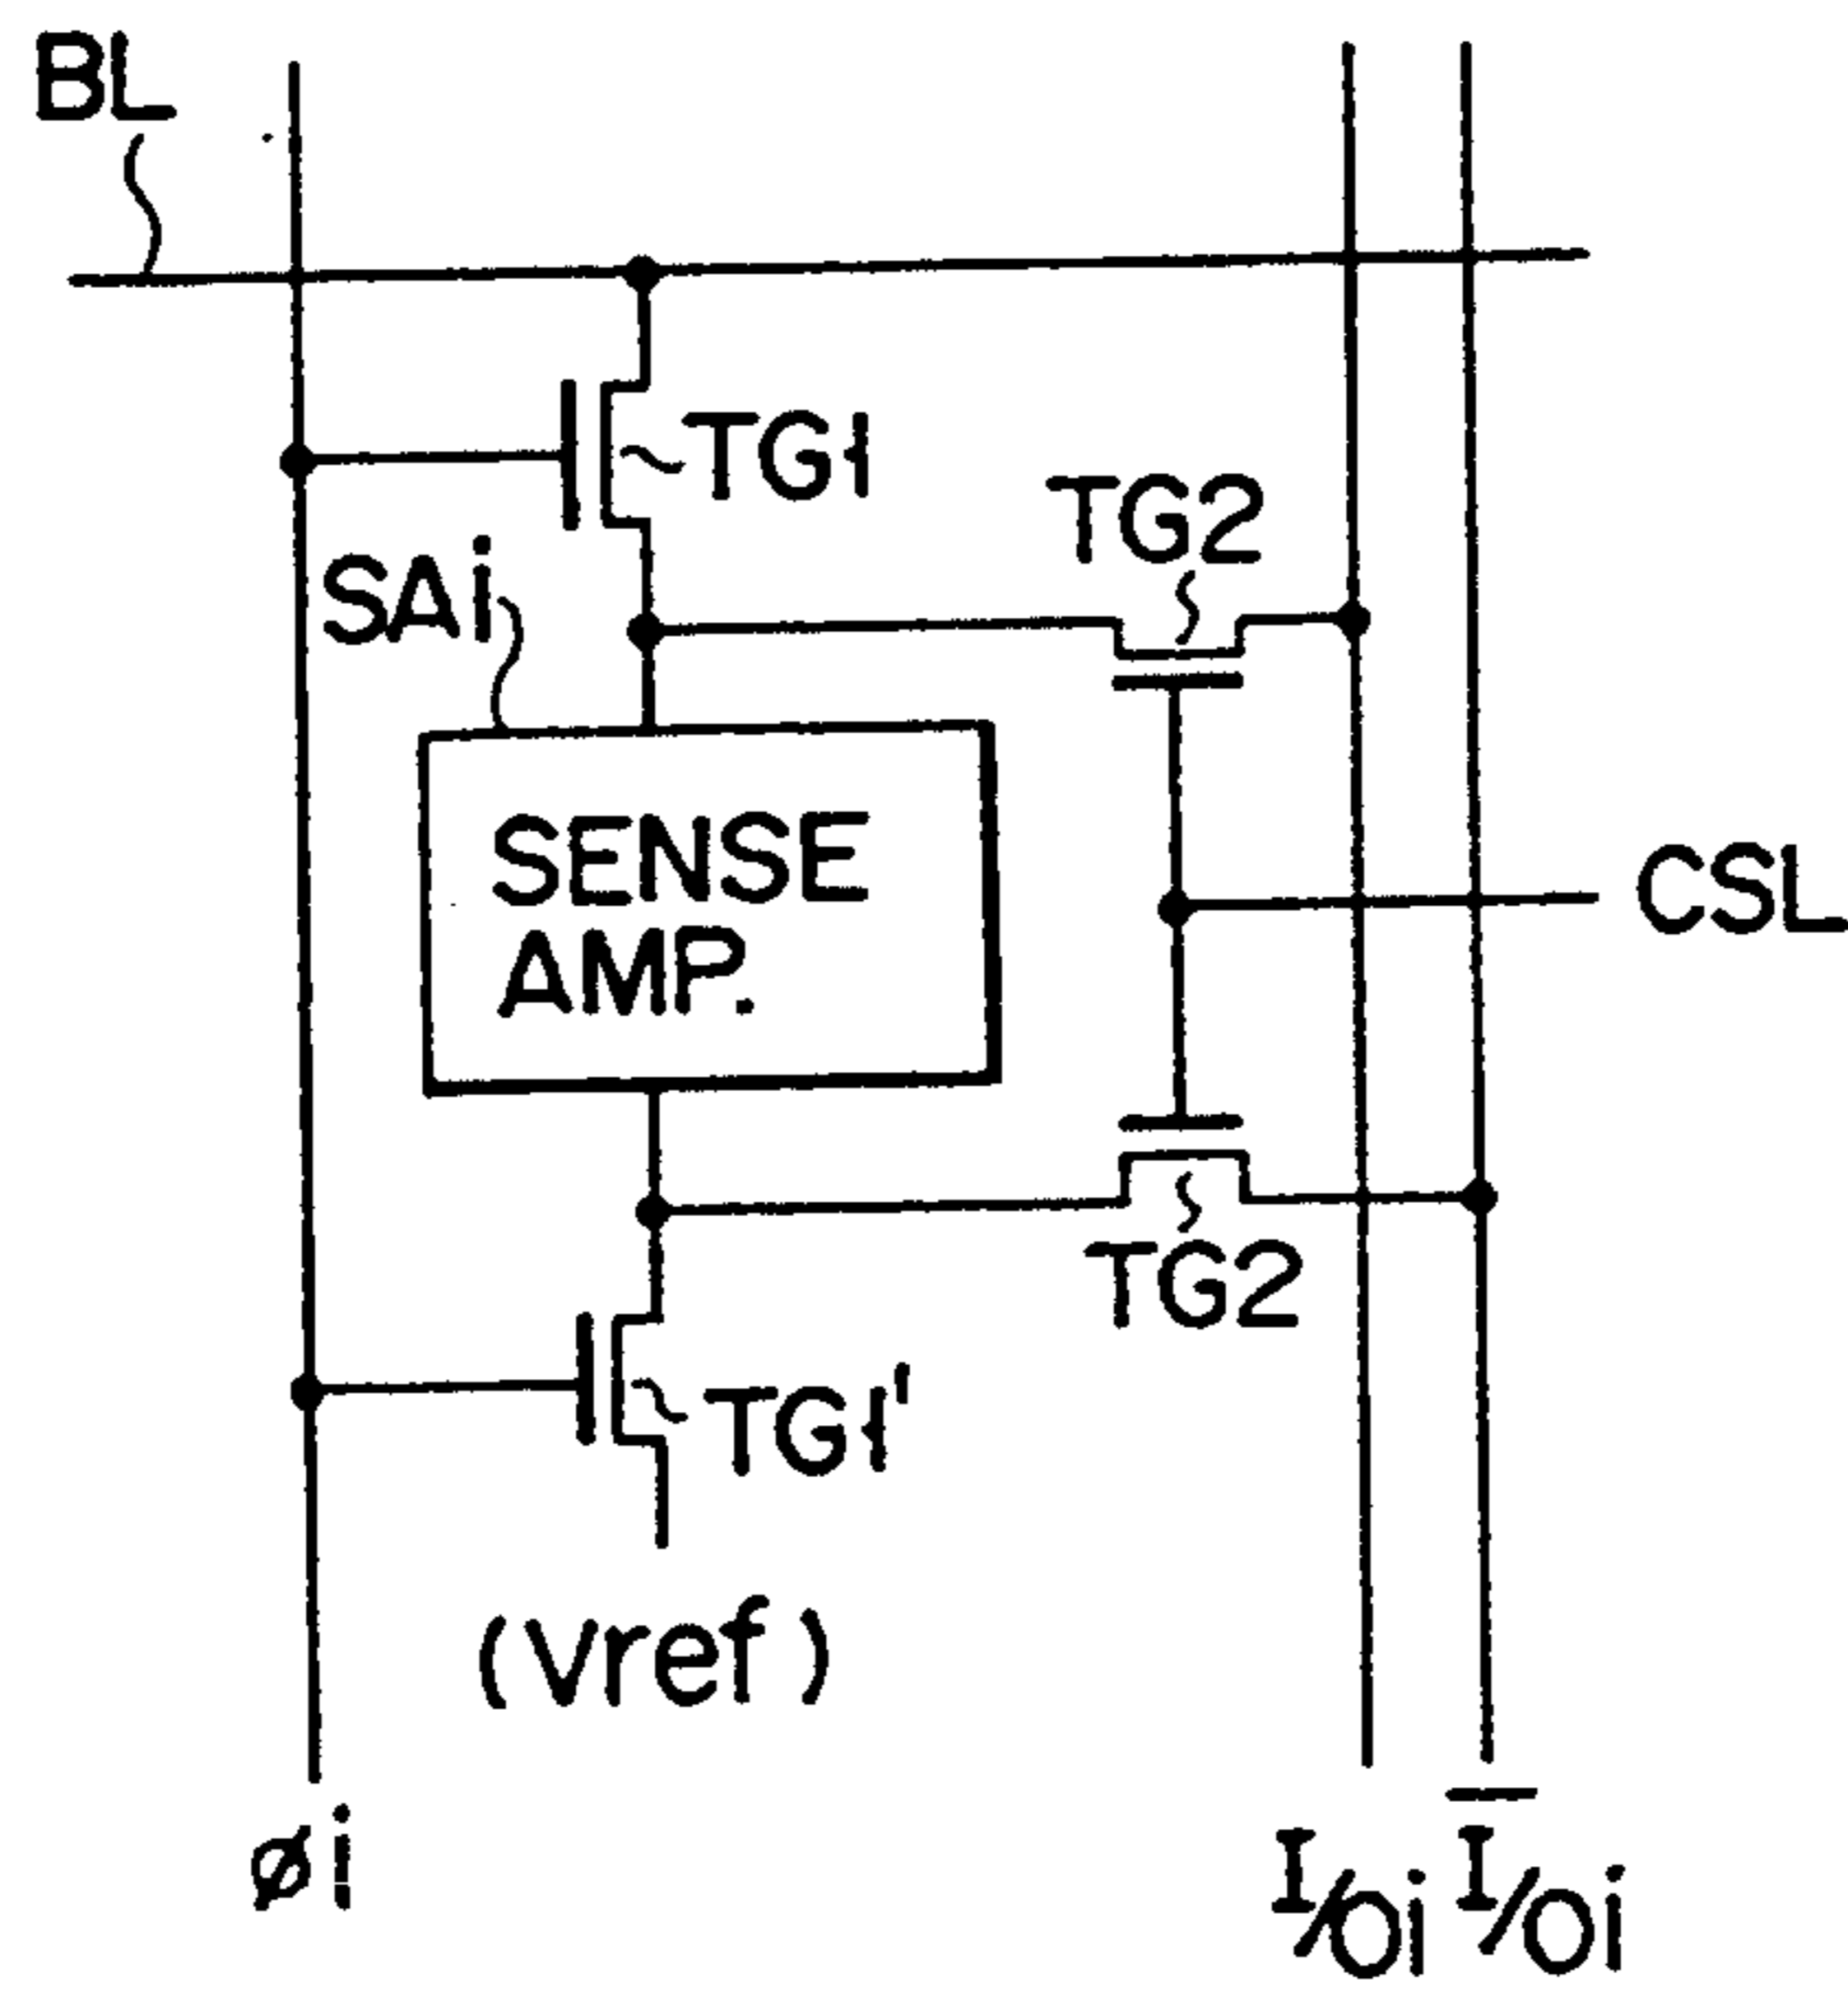 BL
TG1
TG2
SAi
SENSE
AMP.
CSL
TG2
TG1'
(Vref)
øi
I/Oi
I̅/Oi